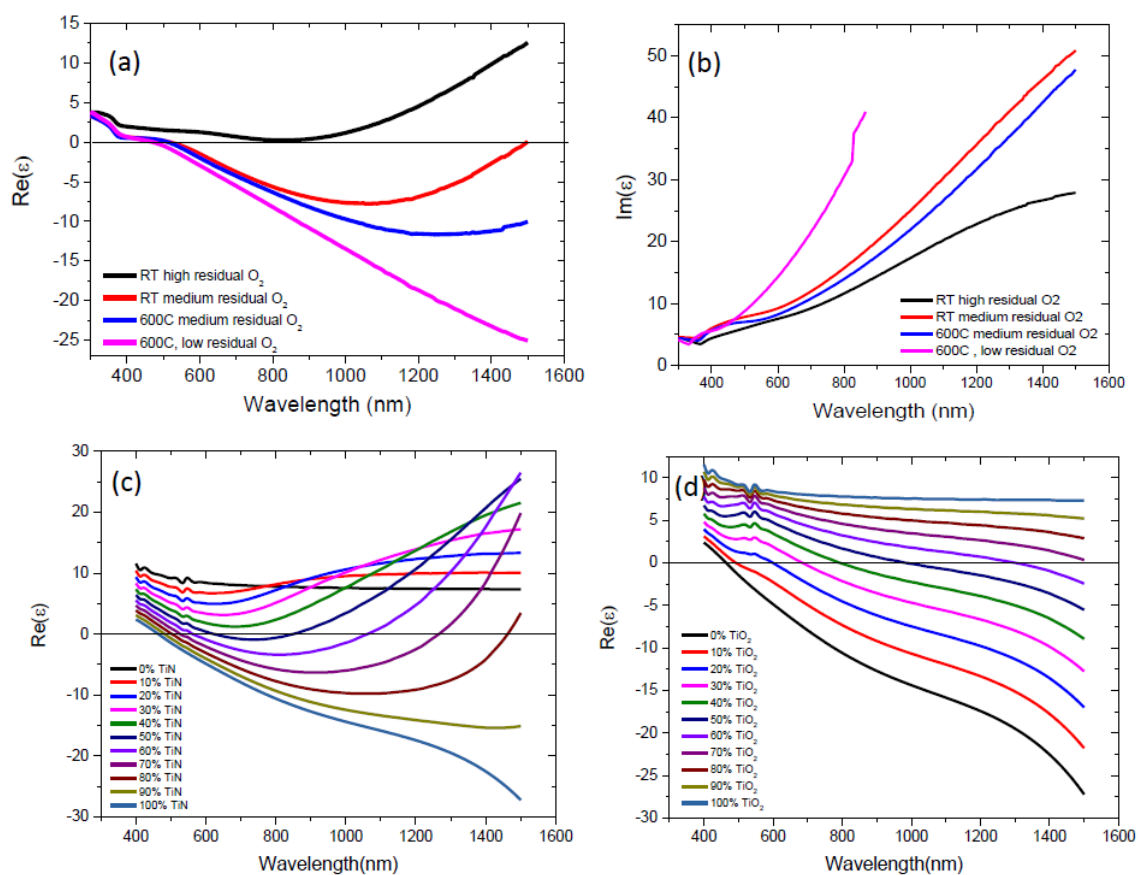 (a)
15
10
5
0
-5
-10
-15
-20
-25
Re(ε)
RT high residual O₂
RT medium residual O₂
600C medium residual O₂
600C, low residual O₂
400
600
800
1000
1200
1400
1600
Wavelength (nm)
(b)
50
40
30
20
10
0
Im(ε)
RT high residual O2
RT medium residual O2
600C medium residual O2
600C , low residual O2
400
600
800
1000
1200
1400
1600
Wavelength (nm)
(c)
30
20
10
0
-10
-20
-30
Re(ε)
0% TiN
10% TiN
20% TiN
30% TiN
40% TiN
50% TiN
60% TiN
70% TiN
80% TiN
90% TiN
100% TiN
400
600
800
1000
1200
1400
1600
Wavelength(nm)
(d)
10
5
0
-5
-10
-15
-20
-25
-30
Re(ε)
0% TiO₂
10% TiO₂
20% TiO₂
30% TiO₂
40% TiO₂
50% TiO₂
60% TiO₂
70% TiO₂
80% TiO₂
90% TiO₂
100% TiO₂
400
600
800
1000
1200
1400
1600
Wavelength(nm)